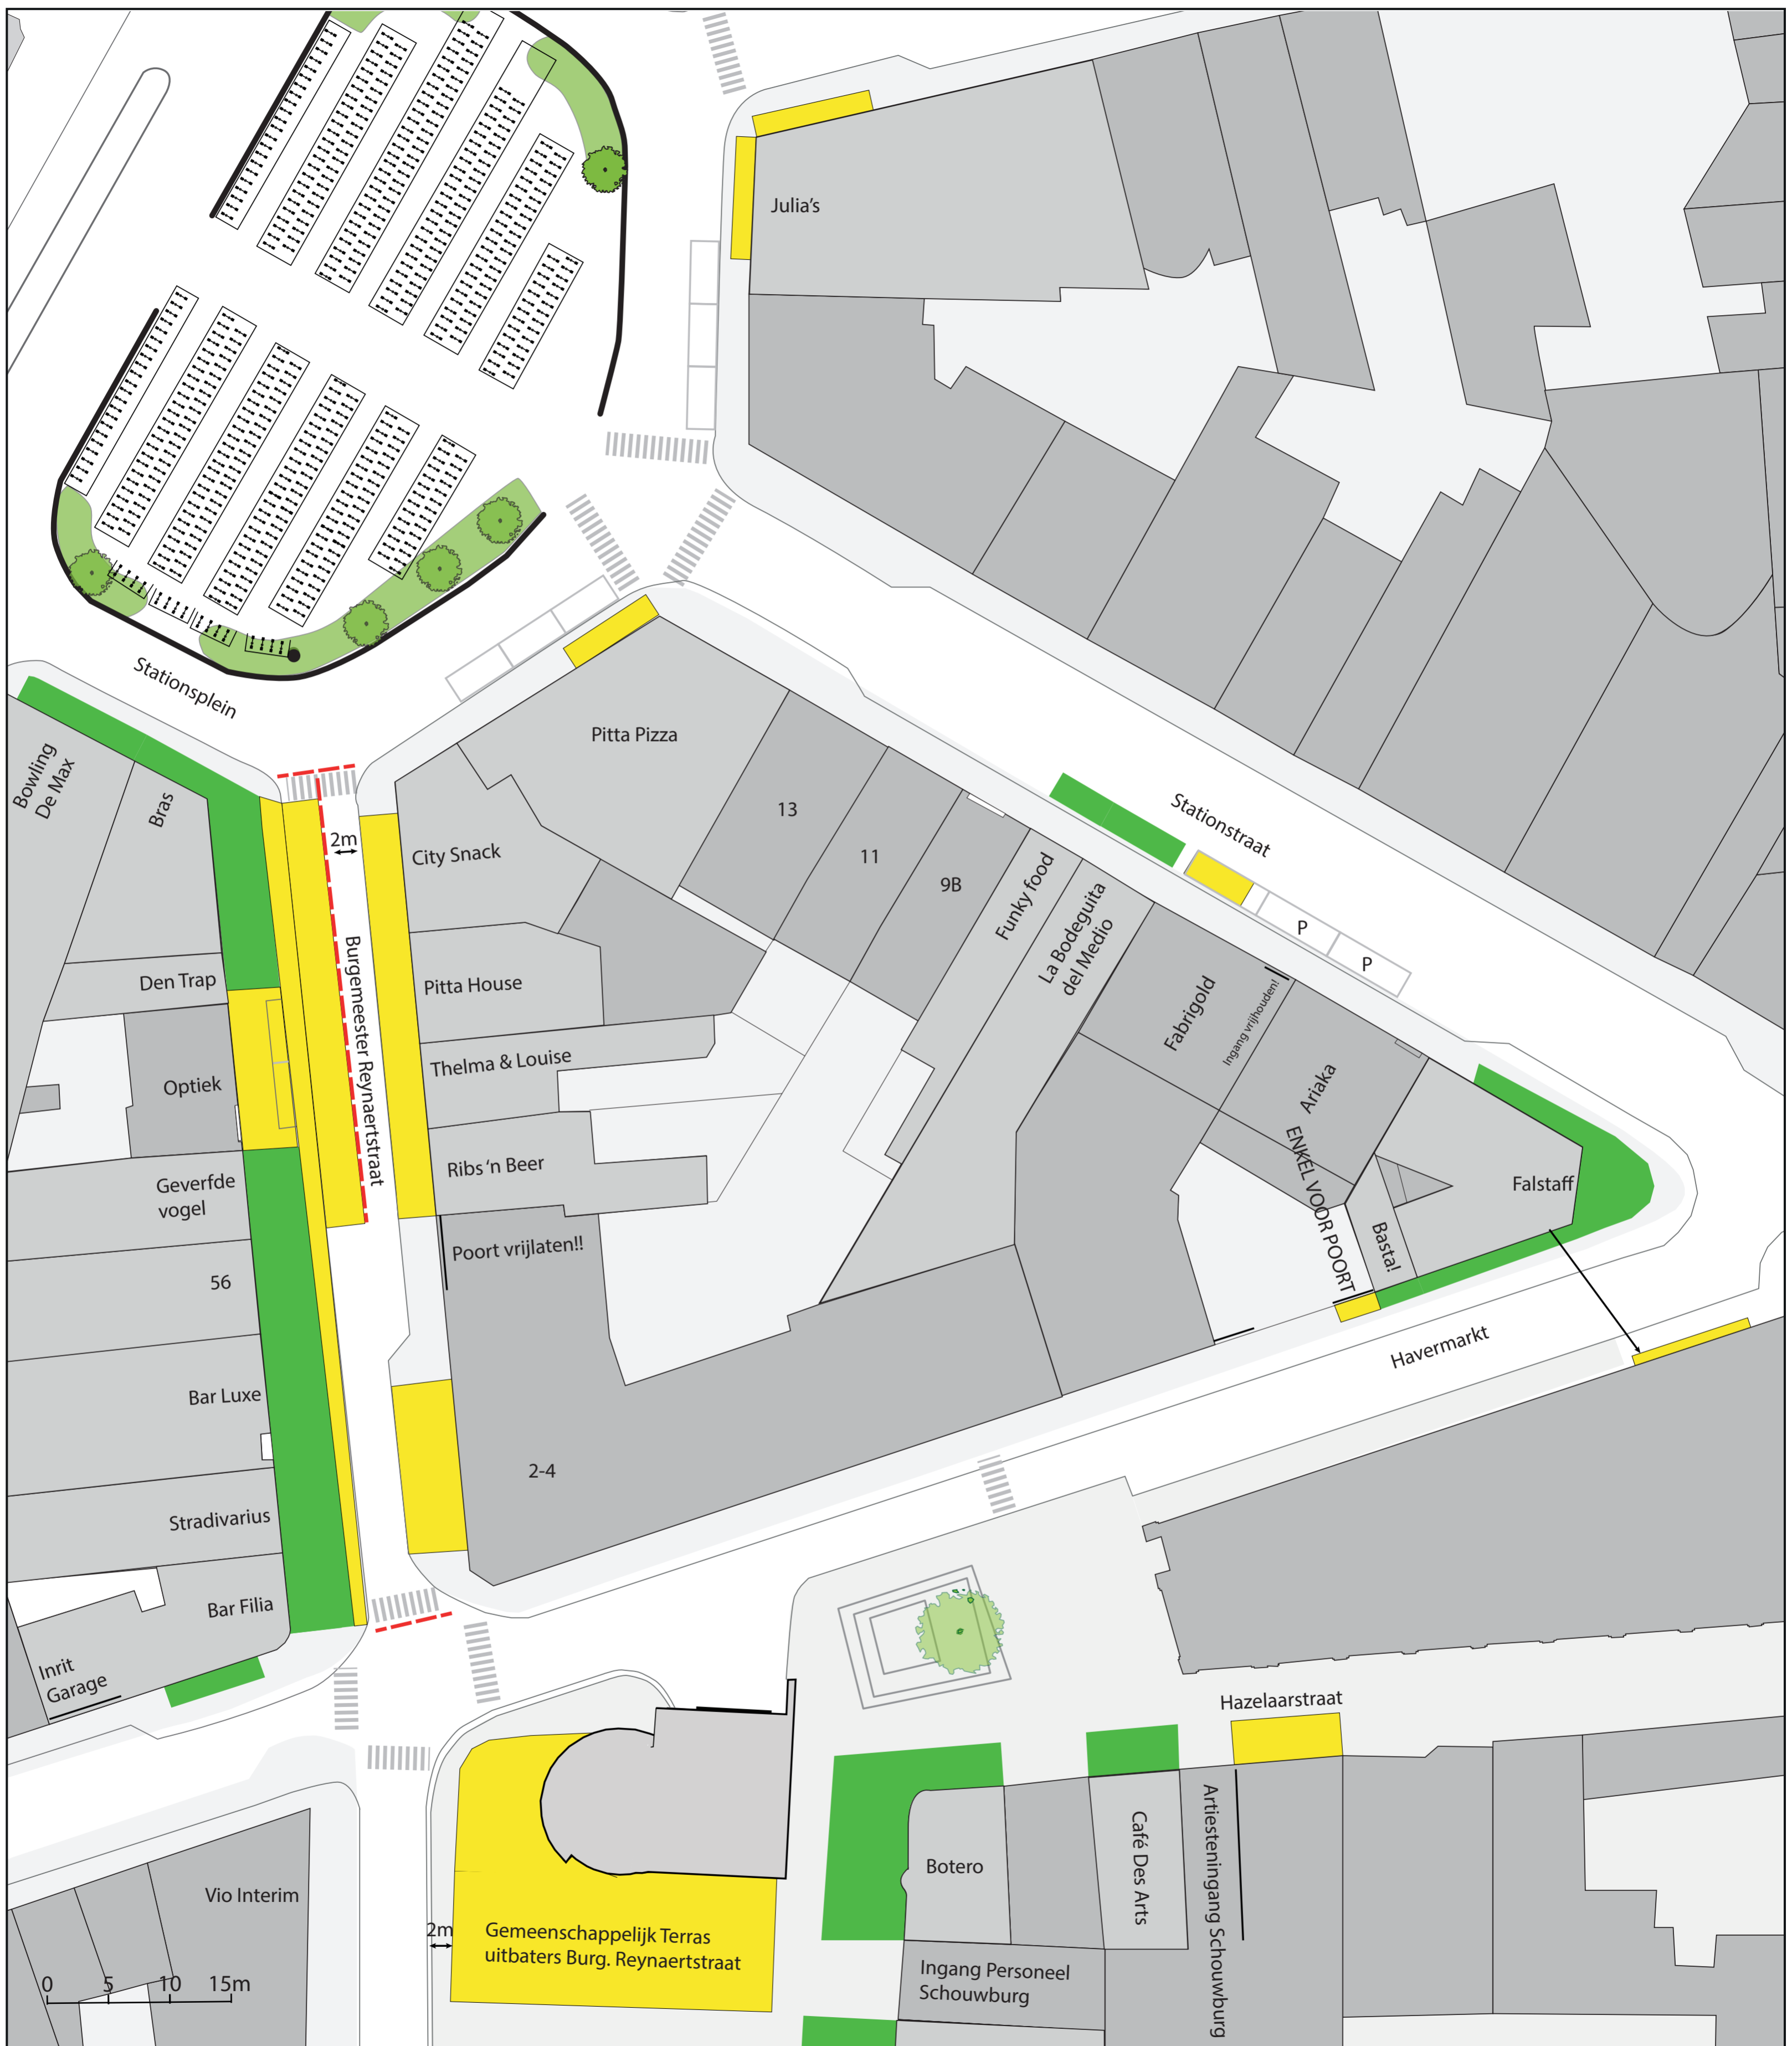 Julia's
Stationsplein
Pitta Pizza
Bowling
De Max
Bras
13
Stationstraat
2m
City Snack
11
9B
Funky food
La Bodeguita
del Medio
P
P
Den Trap
Burgemeester Reynaertstraat
Pitta House
Fabrigold
Ingang vrijhouden!
Optiek
Thelma & Louise
Ariaka
Geverfde
vogel
Ribs 'n Beer
ENKEL VOOR POORT
Falstaff
Poort vrijlaten!!
Basta!
56
Havermarkt
Bar Luxe
2-4
Stradivarius
Bar Filia
Inrit
Garage
Hazelaarstraat
Botero
Café Des Arts
Artiesteningang Schouwburg
Vio Interim
2m
Gemeenschappelijk Terras
uitbaters Burg. Reynaertstraat
Ingang Personeel
Schouwburg
0 5 10 15m